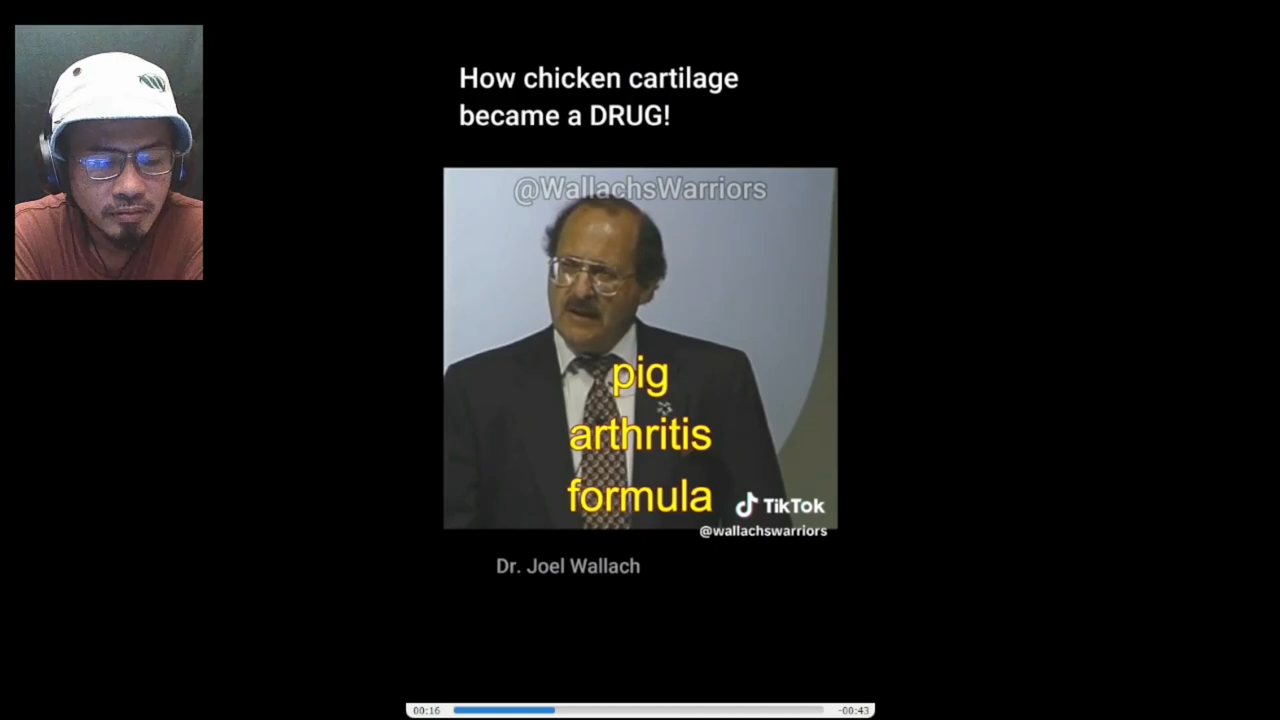 How chicken cartilage
became a DRUG!
@WallachsWarriors
pig
arthritis
formula
TikTok
@wallachswarriors
Dr. Joel Wallach
00:16
-00:43